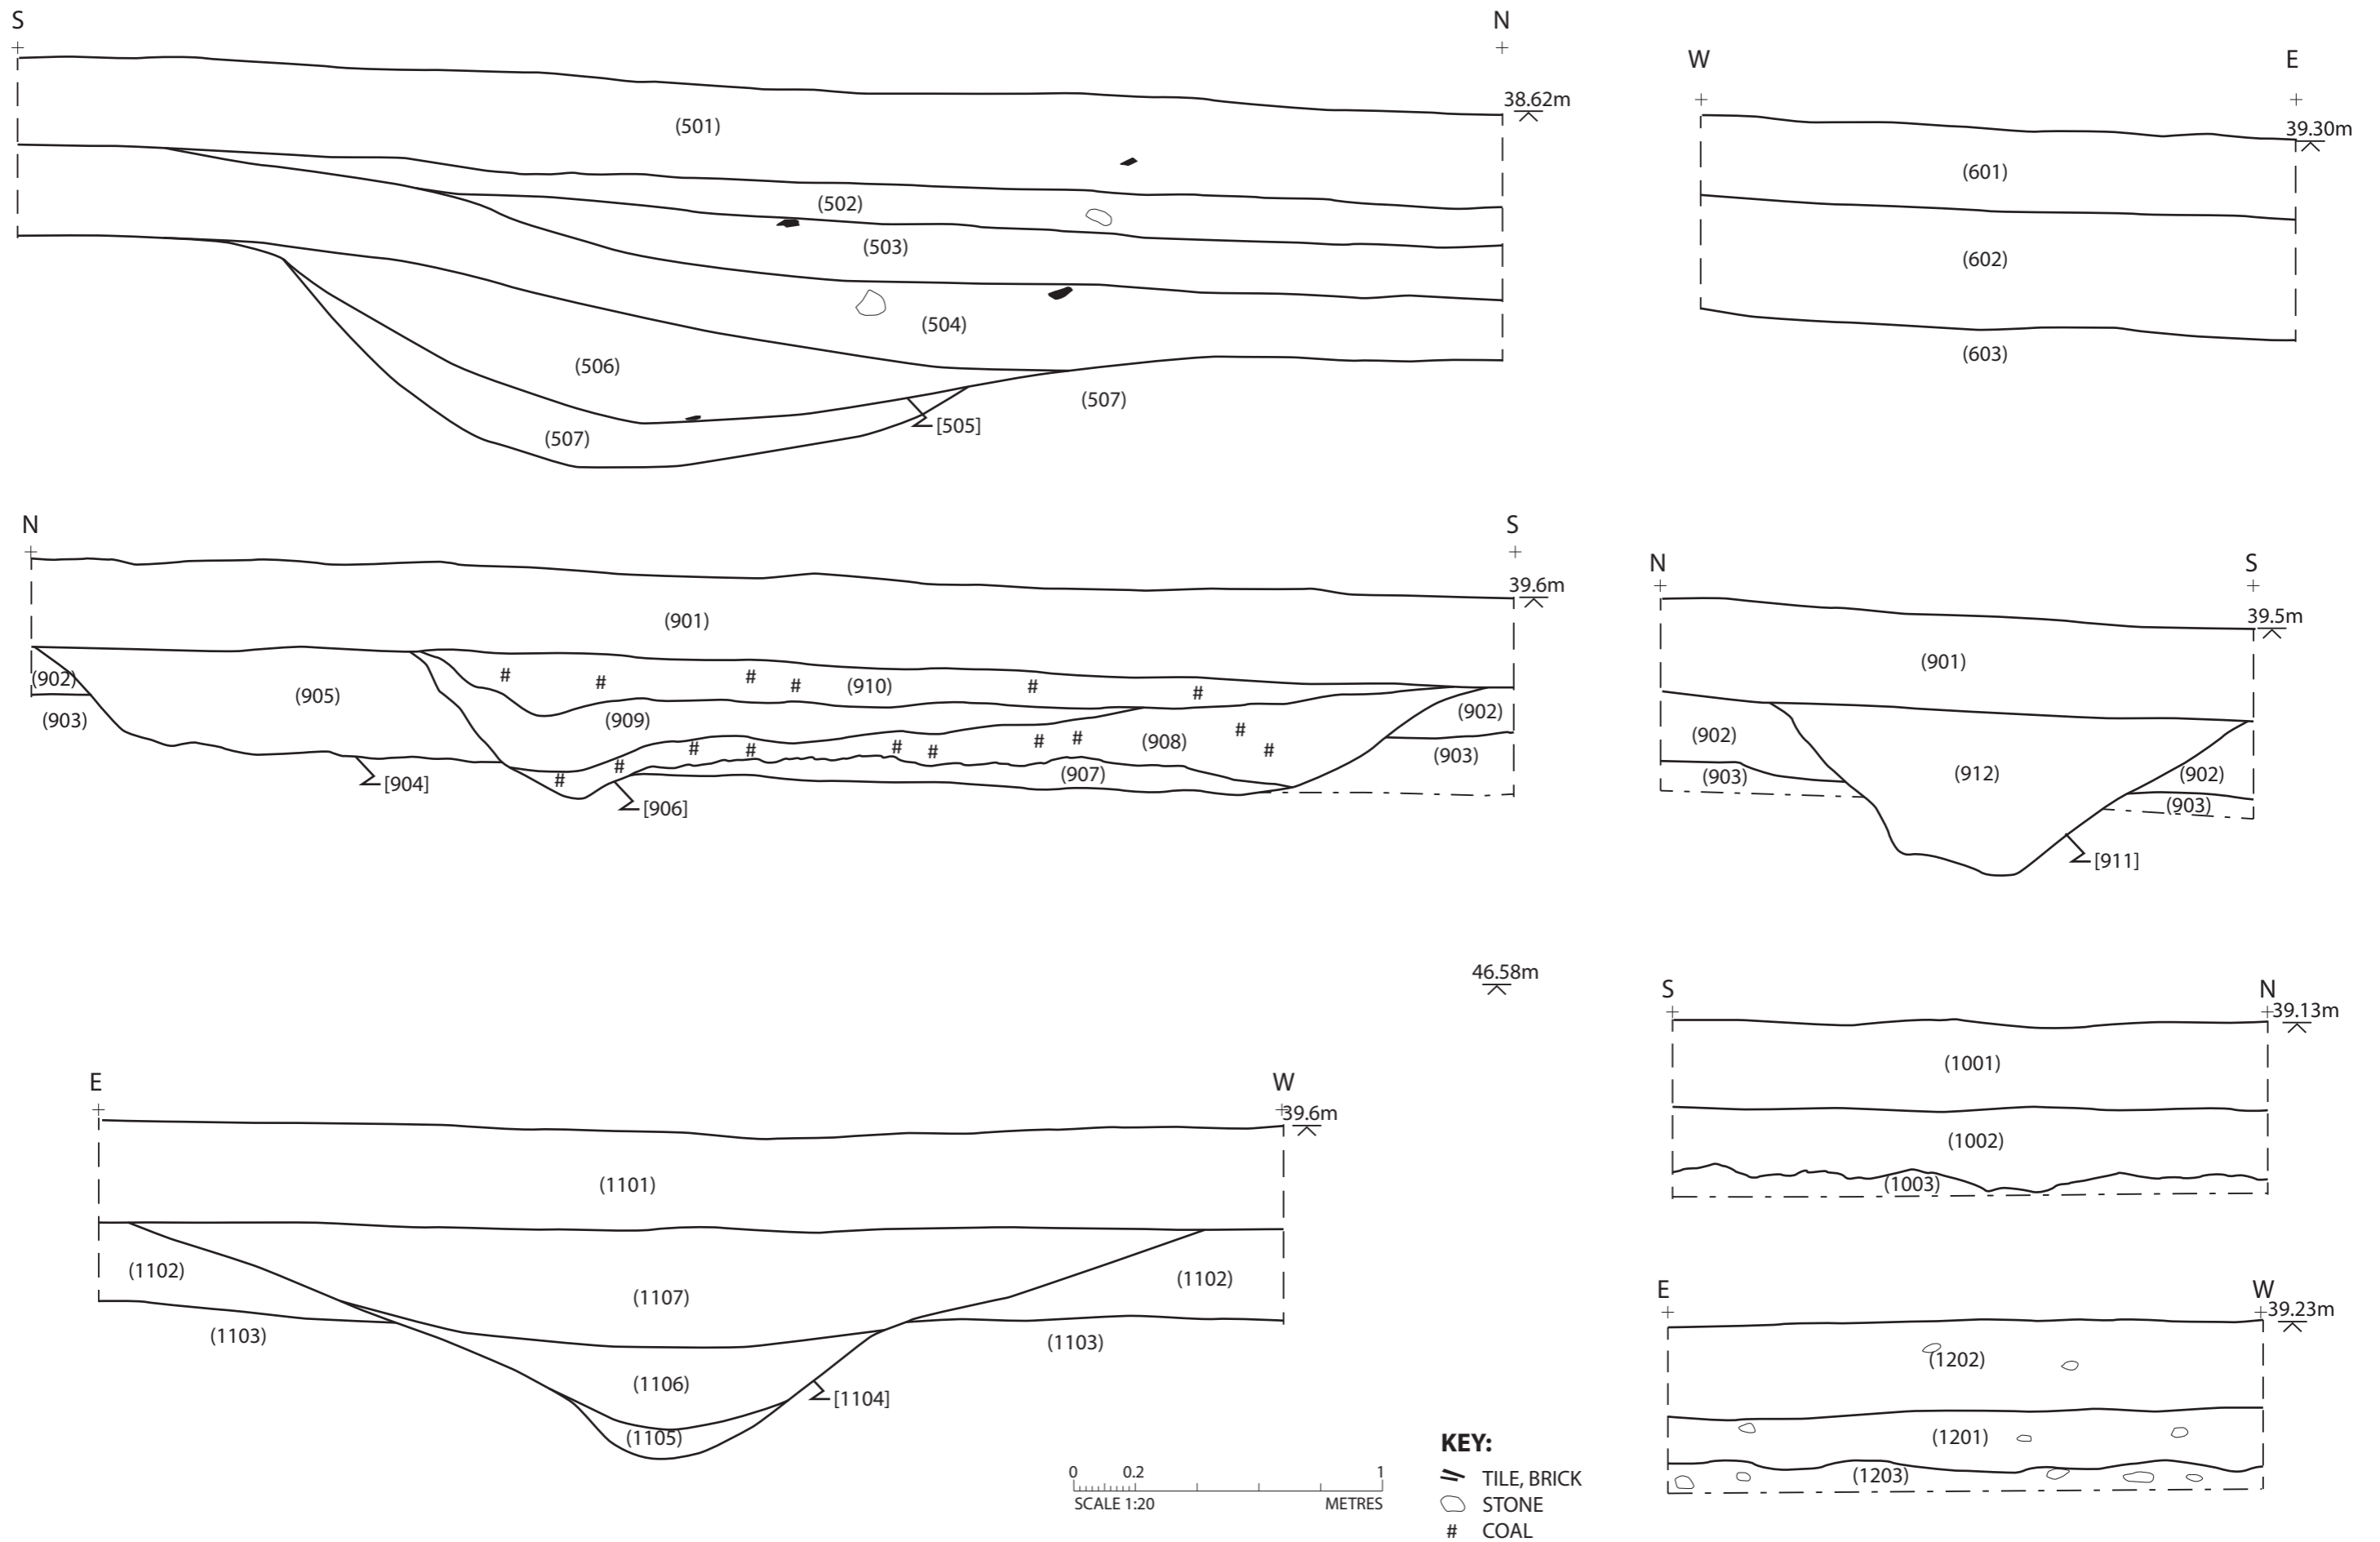 S N
38.62m
(501)
(502)
(503)
(504)
(506)
(507)
[505]
(507)
W E
39.30m
(601)
(602)
(603)
N S
39.6m
(901)
(902)
(903)
(905)
(910)
(909)
(908)
(907)
(902)
(903)
[904]
[906]
N S
39.5m
(901)
(902)
(903)
(912)
(902)
(903)
[911]
46.58m
S N
39.13m
(1001)
(1002)
(1003)
E W
39.6m
(1101)
(1102)
(1103)
(1107)
(1102)
(1103)
(1106)
(1105)
[1104]
E W
39.23m
(1202)
(1201)
(1203)
0 0.2 1
SCALE 1:20 METRES
KEY:
TILE, BRICK
STONE
# COAL